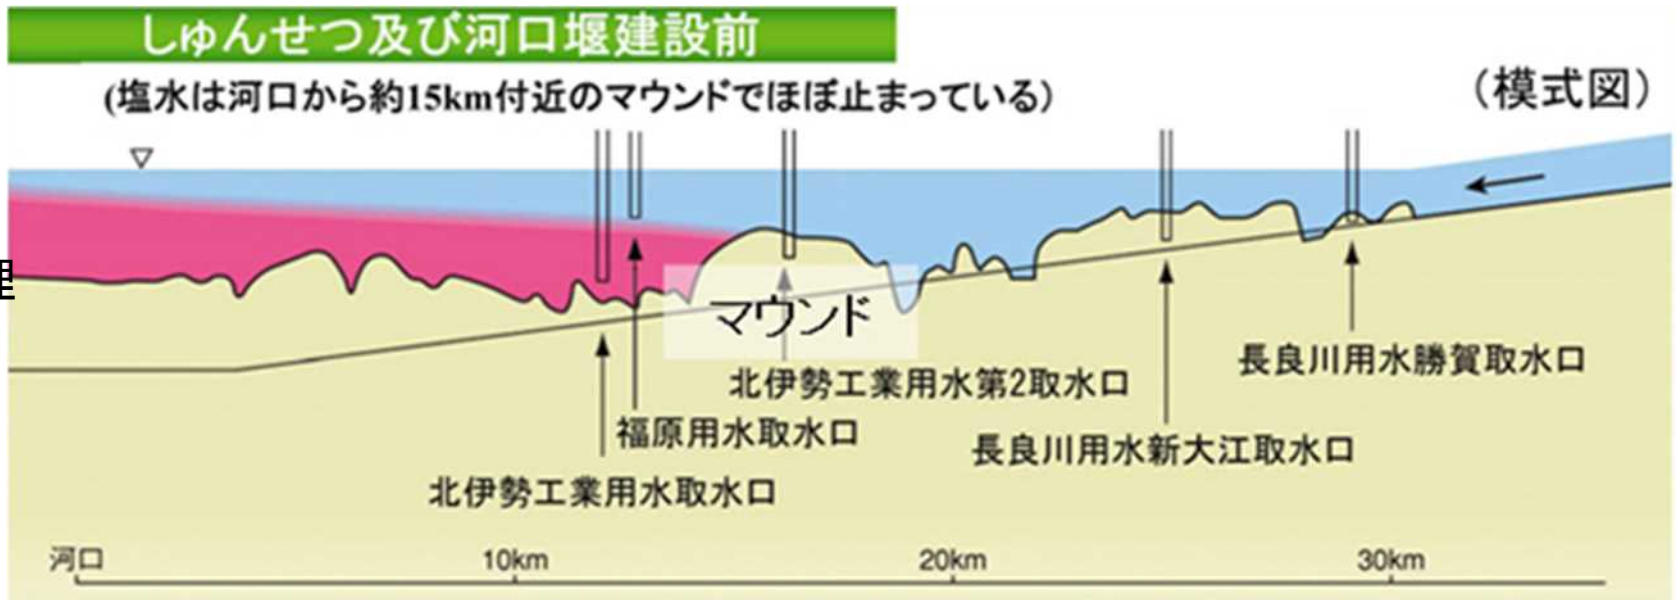 しゅんせつ及び河口堰建設前
(塩水は河口から約15km付近のマウンドでほぼ止まっている)
(模式図)
理
マウンド
長良川用水勝賀取水口
北伊勢工業用水第2取水口
福原用水取水口
長良川用水新大江取水口
北伊勢工業用水取水口
河口 10km 20km 30km